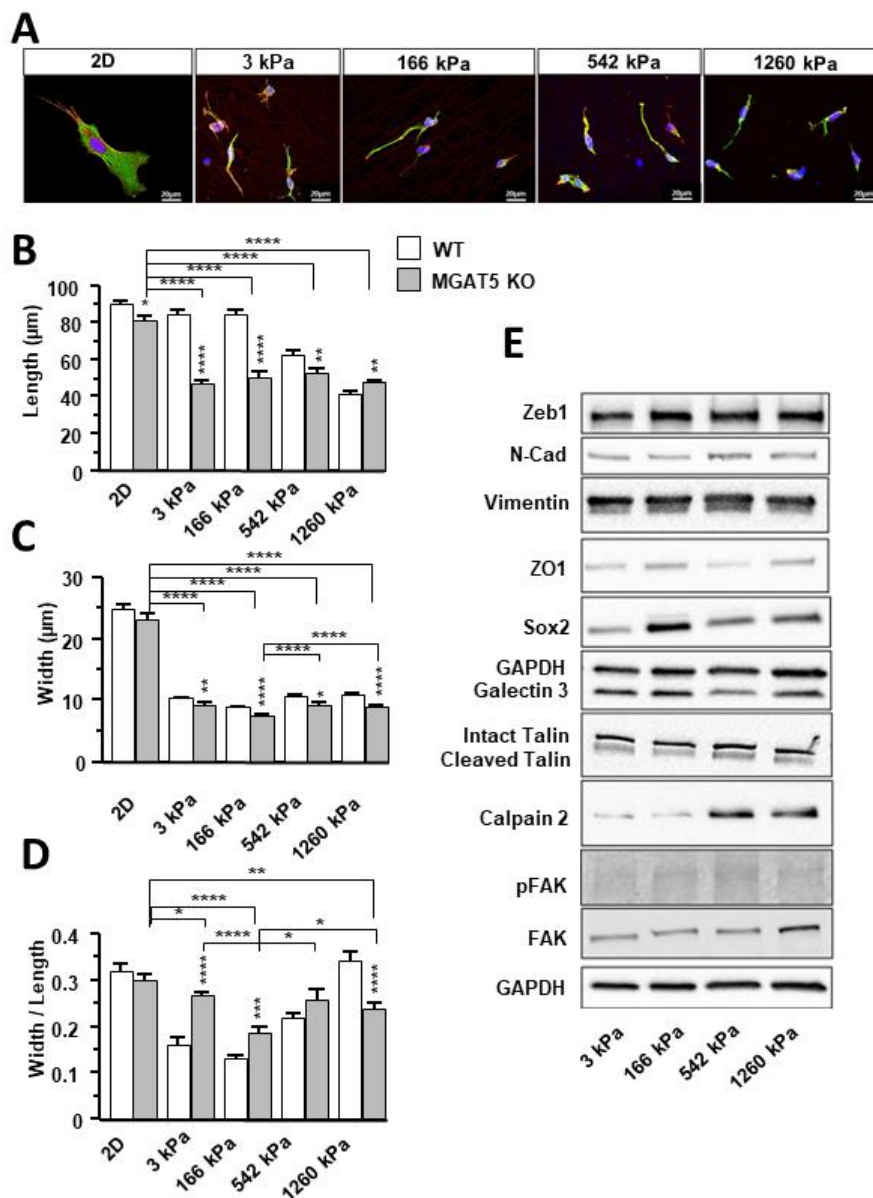 A
2D
3 kPa
166 kPa
542 kPa
1260 kPa
20µm
20µm
20µm
20µm
20µm
B
****
****
****
****
WT
MGAT5 KO
Length (µm)
100
80
60
40
20
0
*
****
****
**
**
2D
3 kPa
166 kPa
542 kPa
1260 kPa
C
****
****
****
****
****
****
Width (µm)
30
20
10
0
**
****
*
****
2D
3 kPa
166 kPa
542 kPa
1260 kPa
D
**
****
*
*
****
*
Width / Length
0.4
0.3
0.2
0.1
0
****
***
****
2D
3 kPa
166 kPa
542 kPa
1260 kPa
E
Zeb1
N-Cad
Vimentin
ZO1
Sox2
GAPDH
Galectin 3
Intact Talin
Cleaved Talin
Calpain 2
pFAK
FAK
GAPDH
3 kPa
166 kPa
542 kPa
1260 kPa